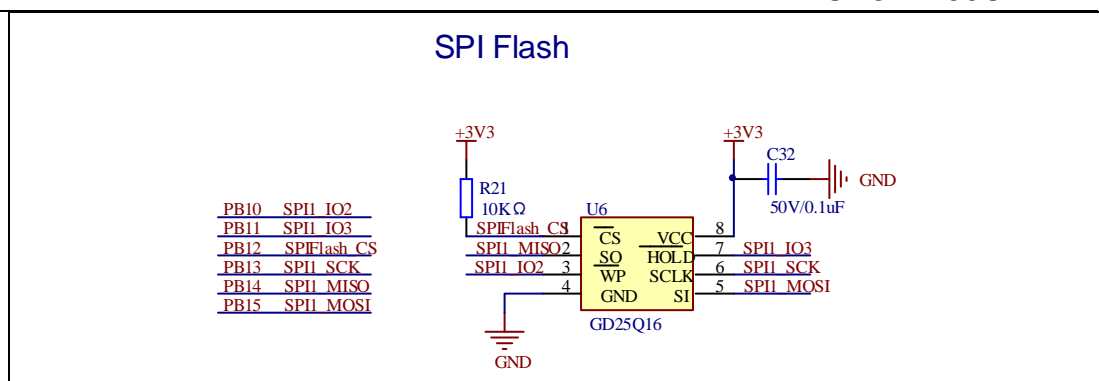 SPI Flash
+3V3
+3V3
C32
GND
50V/0.1uF
R21
10KΩ
U6
PB10 SPI1_IO2
PB11 SPI1_IO3
PB12 SPIFlash_CS
PB13 SPI1_SCK
PB14 SPI1_MISO
PB15 SPI1_MOSI
SPIFlash_CS 1 CS VCC 8
SPI1_MISO 2 SO HOLD 7 SPI1_IO3
SPI1_IO2 3 WP SCLK 6 SPI1_SCK
4 GND SI 5 SPI1_MOSI
GD25Q16
GND